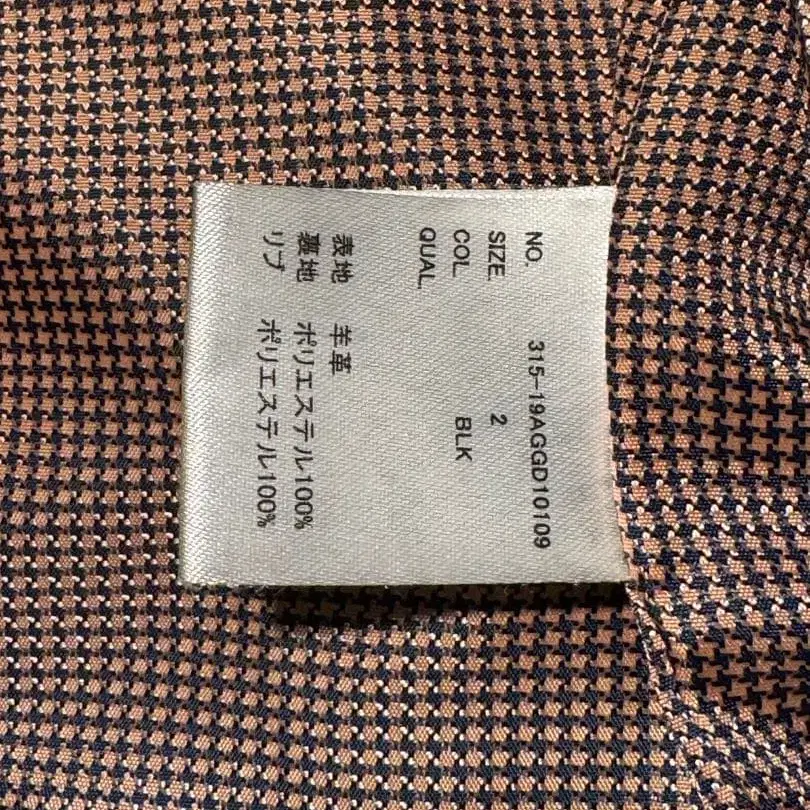 NO. 315-19AGGD10109
SIZE. 2
COL BLK
QUAL.
表地 羊革
裏地 ポリエステル100%
リブ ポリエステル100%